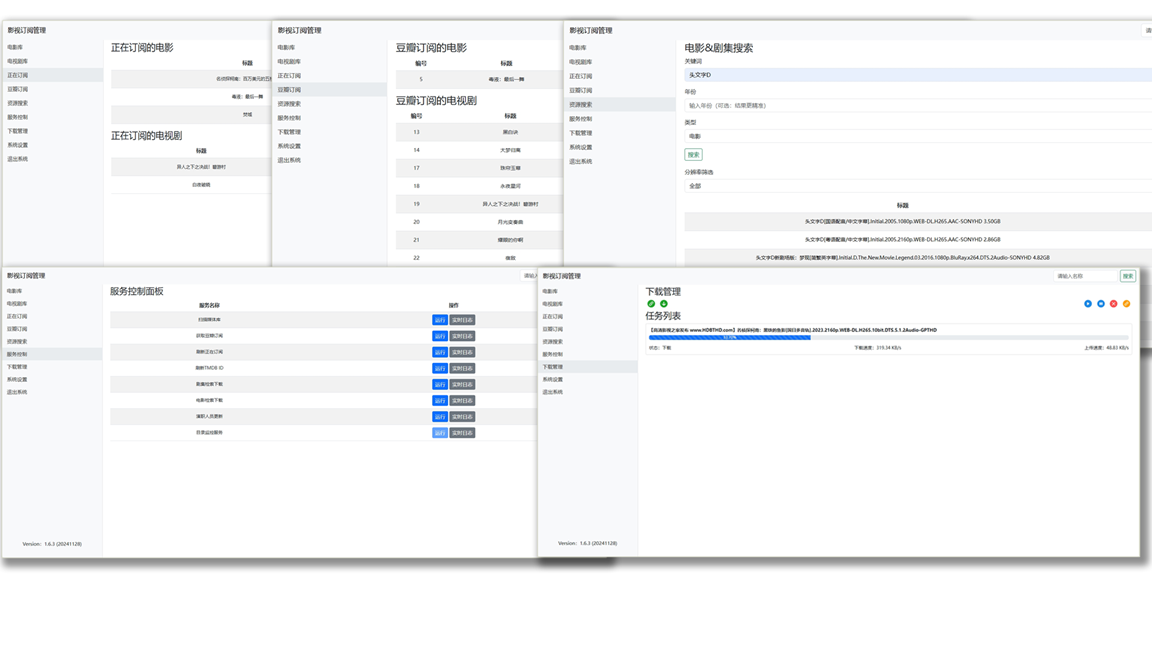 影视订阅管理
电影库
电视剧库
正在订阅
豆瓣订阅
资源搜索
服务控制
下载管理
系统设置
退出系统
正在订阅的电影
标题
毒液：最后一舞
焚城
正在订阅的电视剧
标题
异人之下之决战！碧游村
白夜破晓
影视订阅管理
电影库
电视剧库
正在订阅
豆瓣订阅
资源搜索
服务控制
下载管理
系统设置
退出系统
豆瓣订阅的电影
编号 标题
5 毒液：最后一舞
豆瓣订阅的电视剧
编号 标题
13 黑白诀
14 大梦归离
17 珠帘玉幕
18 永夜星河
19 异人之下之决战！碧游村
20 月光变奏曲
21 耀眼的你啊
22
影视订阅管理
电影库
电视剧库
正在订阅
豆瓣订阅
资源搜索
服务控制
下载管理
系统设置
退出系统
请
电影&剧集搜索
关键词
头文字D
年份
输入年份（可选：结果更精准）
类型
电影
搜索
分辨率筛选
全部
标题
头文字D[国语配音/中文字幕].Initial.2005.1080p.WEB-DL.H265.AAC-SONYHD 3.50GB
头文字D[粤语配音/中文字幕].Initial.2005.2160p.WEB-DL.H265.AAC-SONYHD 2.86GB
头文字D新剧场版：梦现[简繁英字幕].Initial.D.The.New.Movie.Legend.03.2016.1080p.BluRay.x264.DTS.2Audio-SONYHD 4.82GB
影视订阅管理
电影库
电视剧库
正在订阅
豆瓣订阅
资源搜索
服务控制
下载管理
系统设置
退出系统
Version: 1.6.3 (20241128)
请输入
服务控制面板
服务名称 操作
扫描媒体库 运行 实时日志
获取豆瓣订阅 运行 实时日志
刷新正在订阅 运行 实时日志
刷新TMDB ID 运行 实时日志
剧集检索下载 运行 实时日志
电影检索下载 运行 实时日志
演职人员更新 运行 实时日志
目录监控服务 运行 实时日志
影视订阅管理
电影库
电视剧库
正在订阅
豆瓣订阅
资源搜索
服务控制
下载管理
系统设置
退出系统
Version: 1.6.3 (20241128)
请输入名称 搜索
下载管理
任务列表
【高清影视之家发布 www.HDBTHD.com】名侦探柯南：黑铁的鱼影[国日多音轨].2023.2160p.WEB-DL.H265.10bit.DTS.5.1.2Audio-GPTHD
状态：下载 下载速度：319.34 KB/s 上传速度：48.83 KB/s